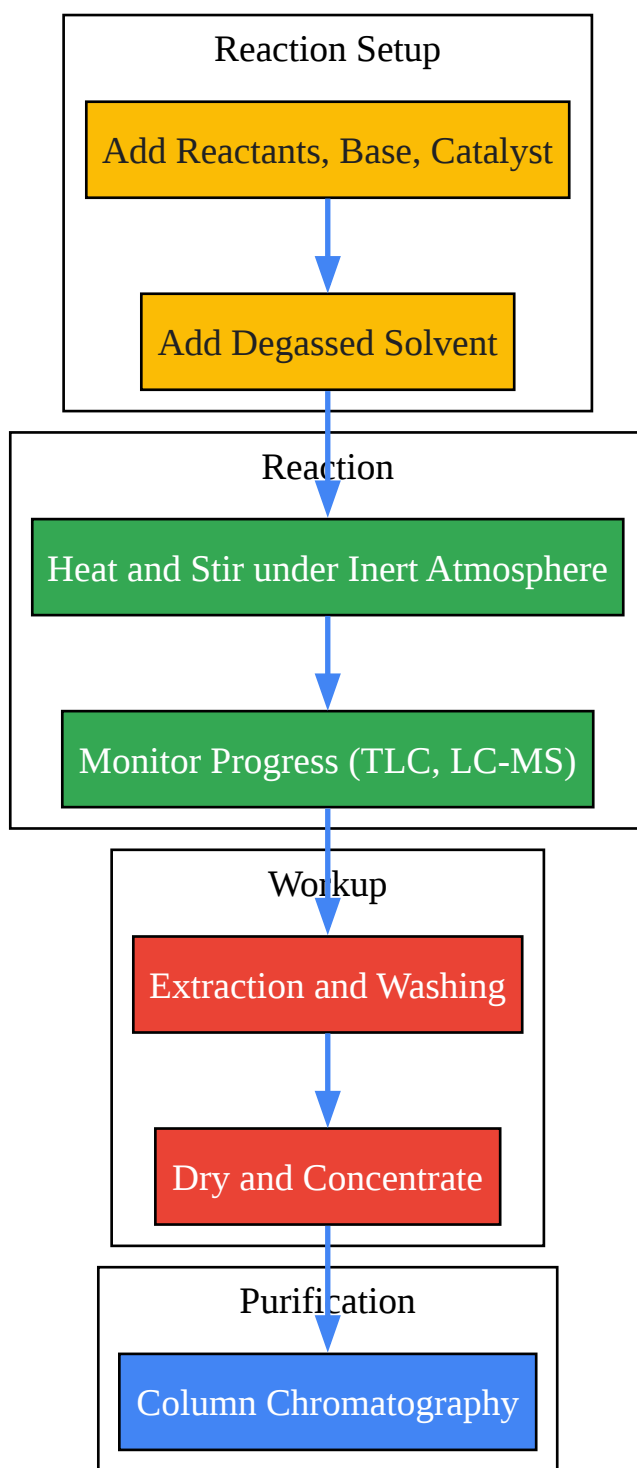 Reaction Setup
Add Reactants, Base, Catalyst
Add Degassed Solvent
Reaction
Heat and Stir under Inert Atmosphere
Monitor Progress (TLC, LC-MS)
Workup
Extraction and Washing
Dry and Concentrate
Purification
Column Chromatography